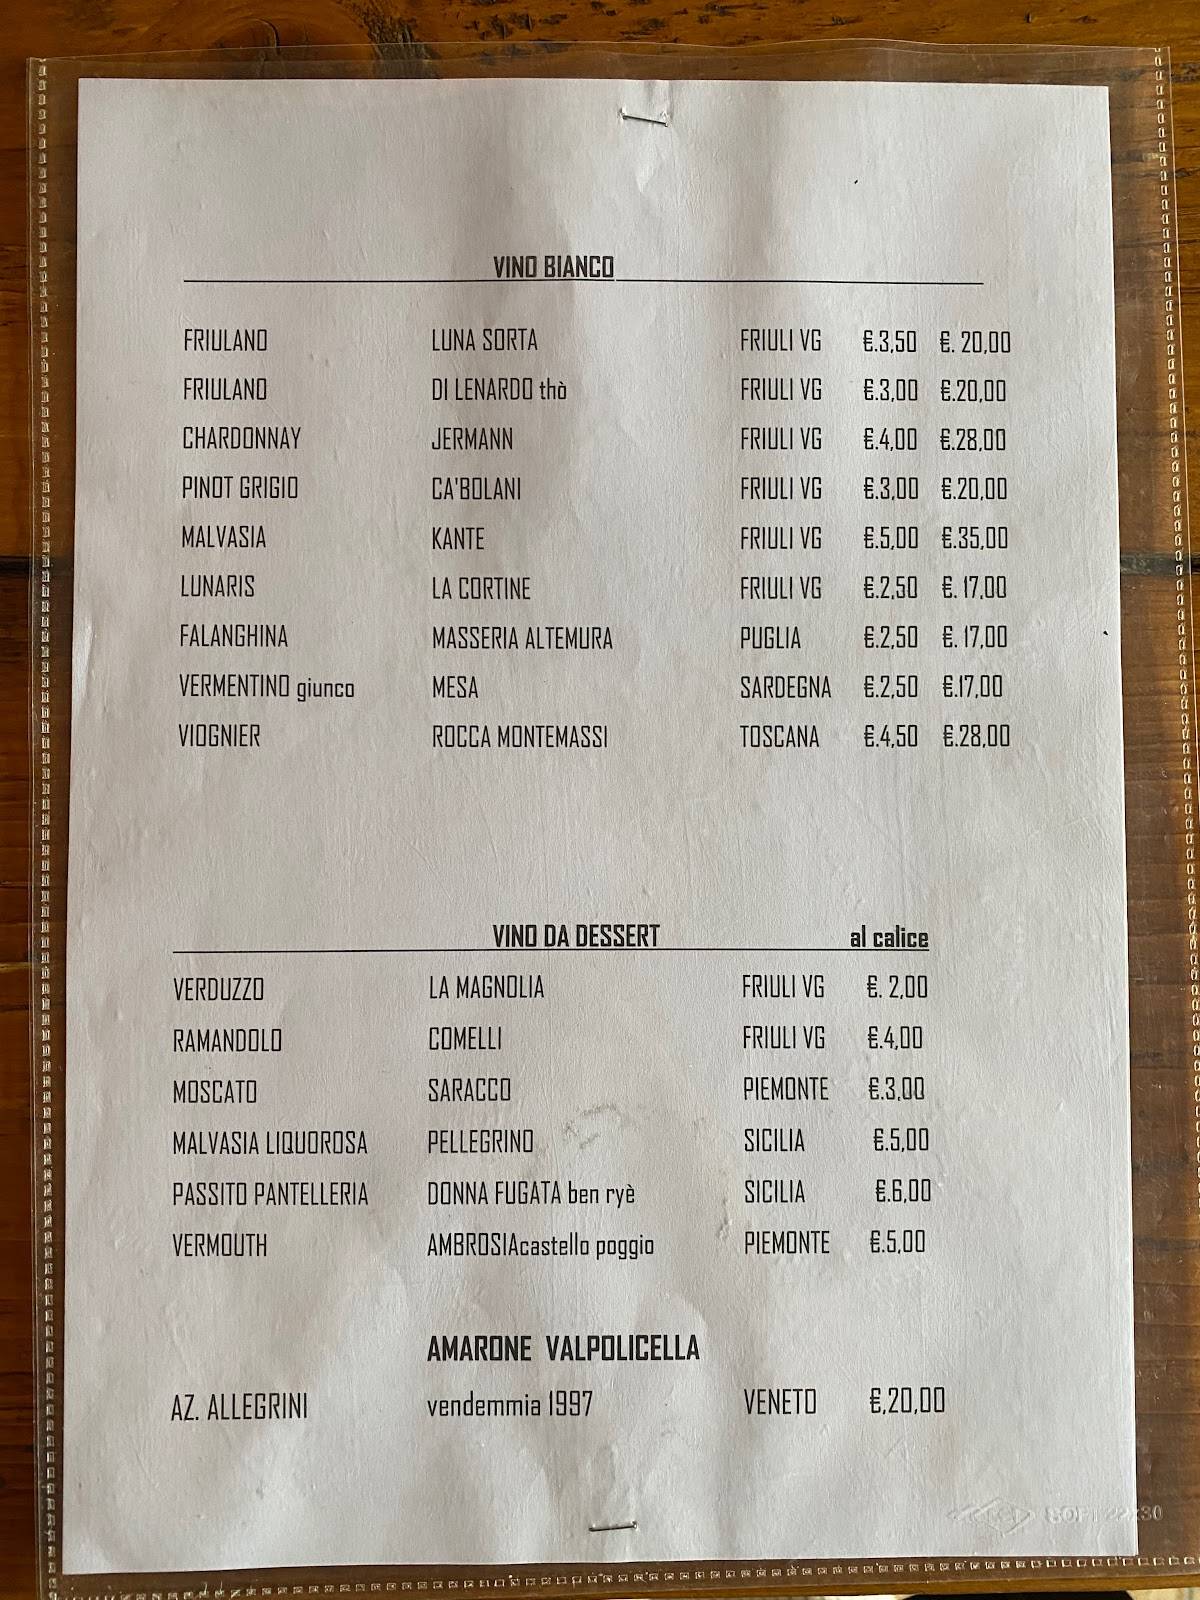 VINO BIANCO
FRIULANO LUNA SORTA FRIULI VG €.3,50 €. 20,00
FRIULANO DI LENARDO thò FRIULI VG €.3,00 €.20,00
CHARDONNAY JERMANN FRIULI VG €.4,00 €.28,00
PINOT GRIGIO CA'BOLANI FRIULI VG €.3,00 €.20,00
MALVASIA KANTE FRIULI VG €.5,00 €.35,00
LUNARIS LA CORTINE FRIULI VG €.2,50 €. 17,00
FALANGHINA MASSERIA ALTEMURA PUGLIA €.2,50 €. 17,00
VERMENTINO giunco MESA SARDEGNA €.2,50 €.17,00
VIOGNIER ROCCA MONTEMASSI TOSCANA €.4,50 €.28,00
VINO DA DESSERT al calice
VERDUZZO LA MAGNOLIA FRIULI VG €. 2,00
RAMANDOLO COMELLI FRIULI VG €.4,00
MOSCATO SARACCO PIEMONTE €.3,00
MALVASIA LIQUOROSA PELLEGRINO SICILIA €.5,00
PASSITO PANTELLERIA DONNA FUGATA ben ryè SICILIA €.6,00
VERMOUTH AMBROSIAcastello poggio PIEMONTE €.5,00
AMARONE VALPOLICELLA
AZ. ALLEGRINI vendemmia 1997 VENETO €,20,00